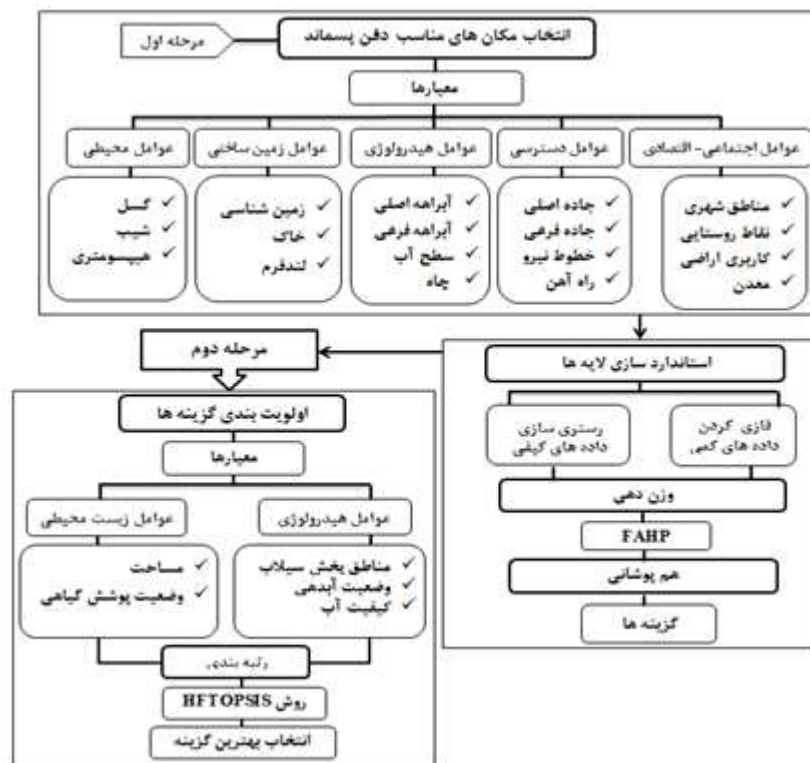 انتخاب مکان های مناسب دفن پسماند
مرحله اول
معیارها
عوامل اجتماعی- اقتصادی
عوامل دسترسی
عوامل هیدرولوژی
عوامل زمین ساختی
عوامل محیطی
مناطق شهری
نقاط روستایی
کاربری اراضی
معدن
جاده اصلی
جاده فرعی
خطوط نیرو
راه آهن
آبراهه اصلی
آبراهه فرعی
سطح آب
چاه
زمین شناسی
خاک
لندفرم
گسل
شیب
هیپسومتری
استاندارد سازی لایه ها
فازی کردن
داده های کمی
رستری سازی
داده های کیفی
وزن دهی
FAHP
هم پوشانی
گزینه ها
مرحله دوم
اولویت بندی گزینه ها
معیارها
عوامل هیدرولوژی
عوامل زیست محیطی
مناطق پخش سیلاب
وضعیت آبدهی
کیفیت آب
مساحت
وضعیت پوشش گیاهی
رتبه بندی
روش HFTOPSIS
انتخاب بهترین گزینه